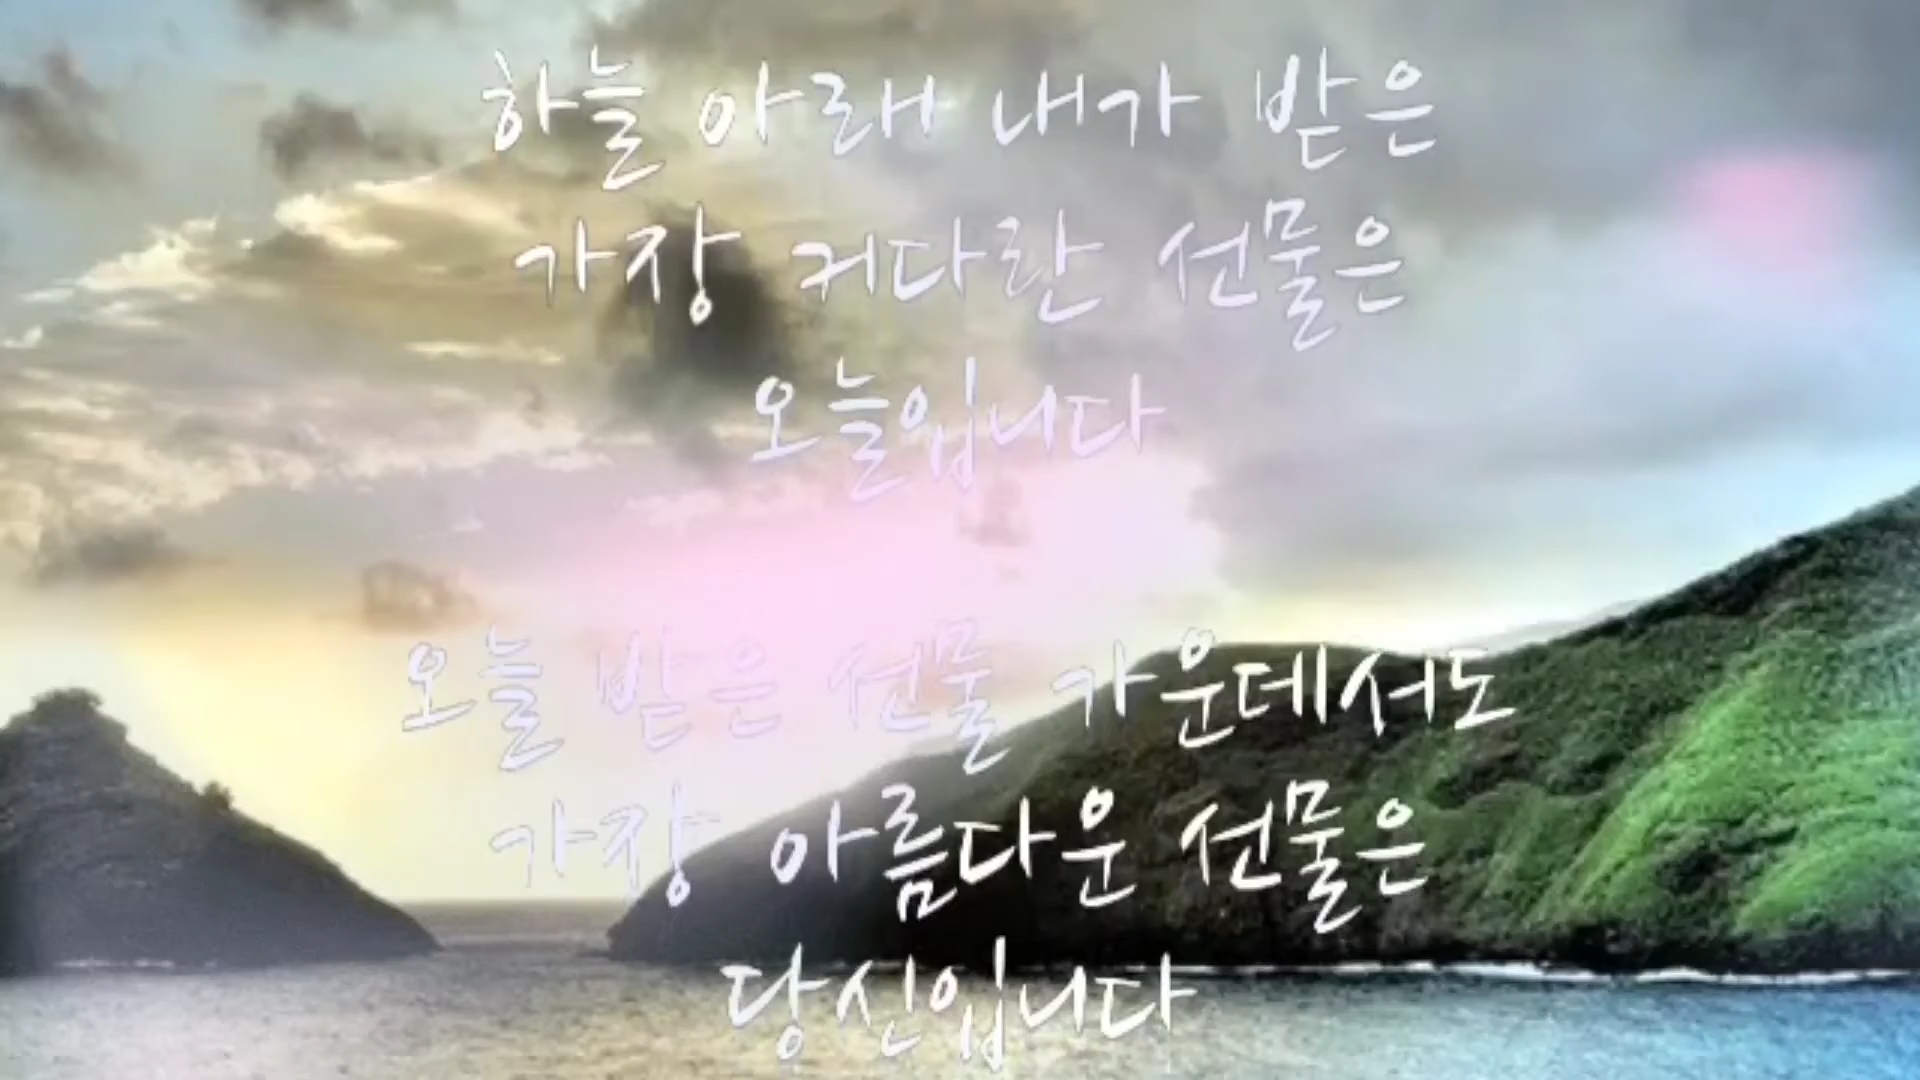 하늘 아래 내가 받은
가장 커다란 선물은
오늘입니다
오늘 받은 선물 가운데서도
가장 아름다운 선물은
당신입니다